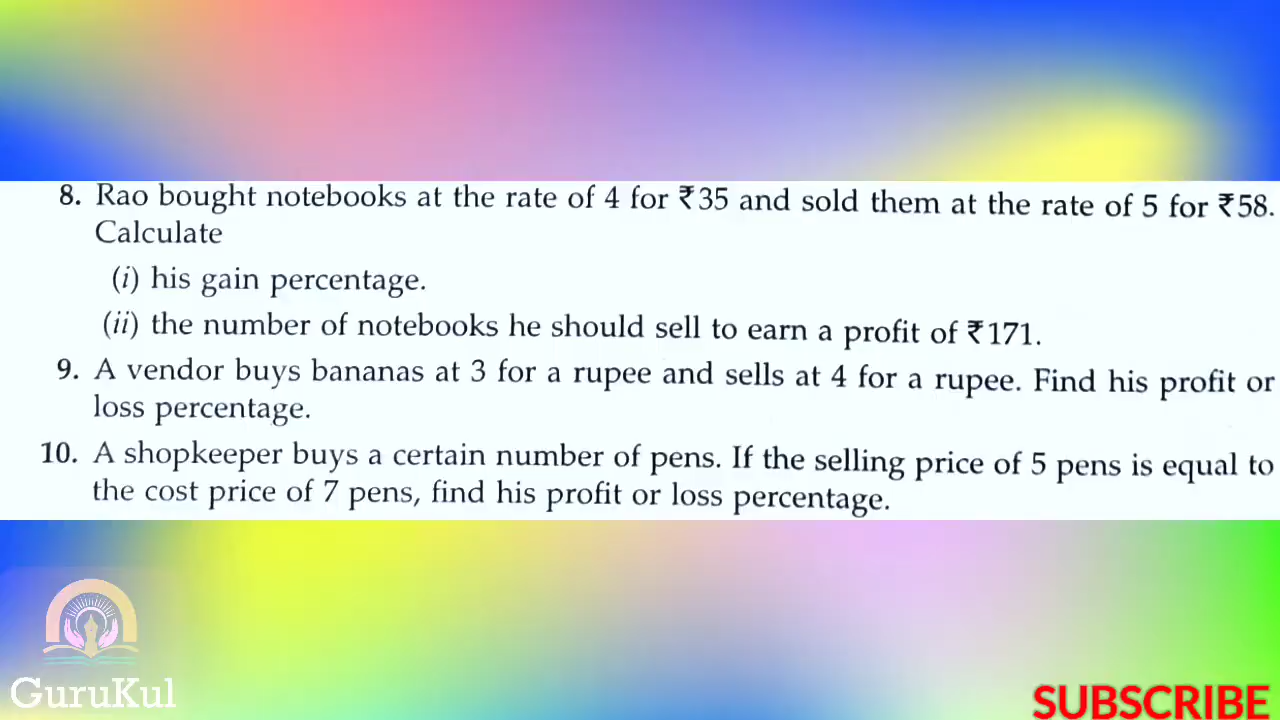 8. Rao bought notebooks at the rate of 4 for ₹35 and sold them at the rate of 5 for ₹58.
Calculate
(i) his gain percentage.
(ii) the number of notebooks he should sell to earn a profit of ₹171.
9. A vendor buys bananas at 3 for a rupee and sells at 4 for a rupee. Find his profit or
loss percentage.
10. A shopkeeper buys a certain number of pens. If the selling price of 5 pens is equal to
the cost price of 7 pens, find his profit or loss percentage.
GuruKul
SUBSCRIBE